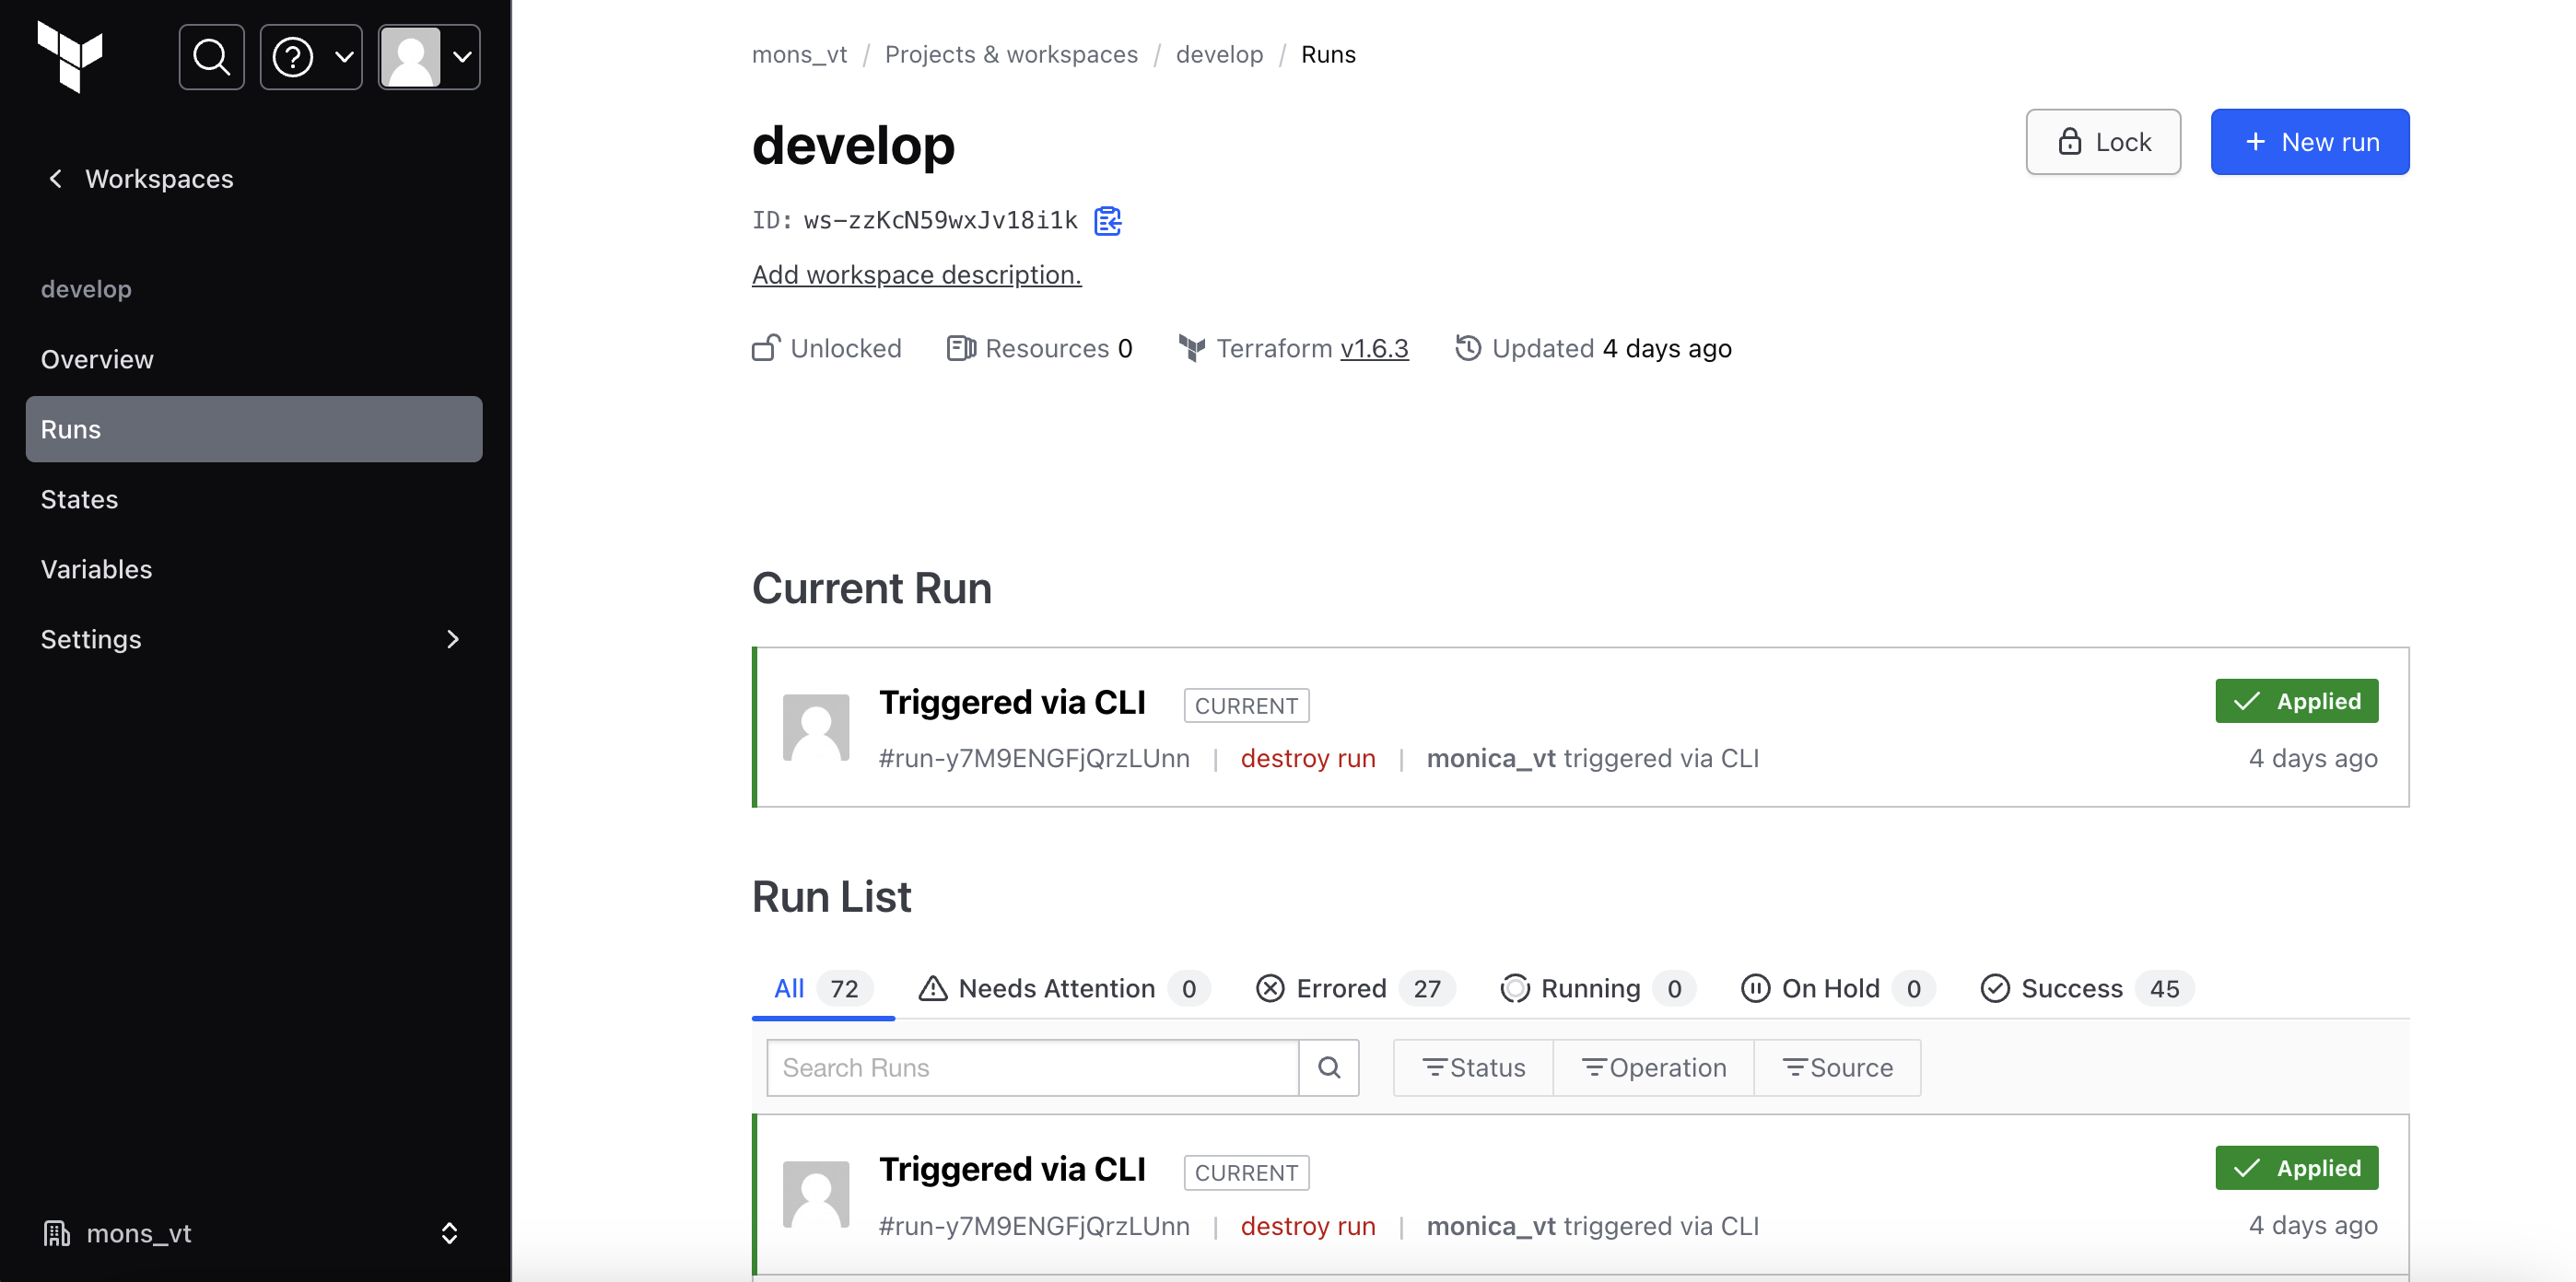 Workspaces
develop
Overview
Runs
States
Variables
Settings
mons_vt
mons_vt / Projects & workspaces / develop / Runs
develop
Lock
+ New run
ID: ws-zzKcN59wxJv18i1k
Add workspace description.
Unlocked Resources 0 Terraform v1.6.3 Updated 4 days ago
Current Run
Triggered via CLI CURRENT Applied
#run-y7M9ENGFjQrzLUnn | destroy run | monica_vt triggered via CLI 4 days ago
Run List
All 72 Needs Attention 0 Errored 27 Running 0 On Hold 0 Success 45
Search Runs Status Operation Source
Triggered via CLI CURRENT Applied
#run-y7M9ENGFjQrzLUnn | destroy run | monica_vt triggered via CLI 4 days ago